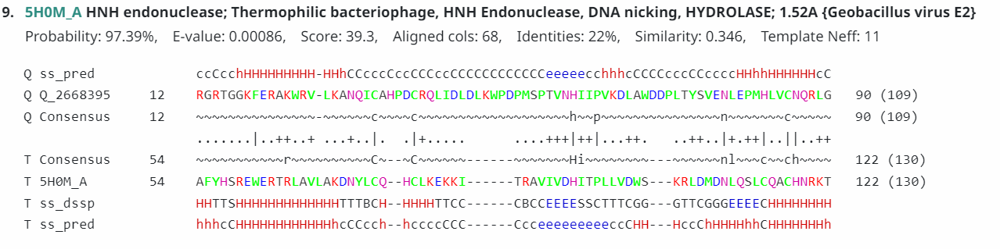 9. 5H0M_A HNH endonuclease; Thermophilic bacteriophage, HNH Endonuclease, DNA nicking, HYDROLASE; 1.52A {Geobacillus virus E2}
Probability: 97.39%, E-value: 0.00086, Score: 39.3, Aligned cols: 68, Identities: 22%, Similarity: 0.346, Template Neff: 11
Q ss_pred ccCcchHHHHHHHHH-HHhCCccCccCCCCccCCCCCCCCCCCCCeeeeecchhhcCCCCcccCCccccHHhhHHHHHHcC
Q Q_2668395 12 RGRTGGKFERAKWRV-LKANQICAHPDCRQLIDLDLKWPDPMSPTVNHIIPVKDLAWDDPLTYSVENLEPMHLVCNQRLG 90 (109)
Q Consensus 12 ~~~~~~~~~~~~~~~-~~~~~~c~~~~c~~~~~~~~~~~~~~~~~~~h~~p~~~~~~~~~~~~~~~~n~~~~~~~c~~~~~ 90 (109)
.......|..++..+ ...+..|. .|+..... ....+++|++|...++. ..++..|+.++|..||..++
T Consensus 54 ~~~~~~~~~~~~r~~~~~~~~~~~C~--~C~~~~~------~~~~~~~Hi~~~~~~~~---~~~~~~nl~~~c~~ch~~~~ 122 (130)
T 5H0M_A 54 AFYHSREWERTRLAVLAKDNYLCQ--HCLKEKKI------TRAVIVDHITPLLVDWS---KRLDMDNLQSLCQACHNRKT 122 (130)
T ss_dssp HHTTSHHHHHHHHHHHHHTTTBCH--HHHHTTCC------CBCCEEEESSCTTTCGG---GTTCGGGEEEECHHHHHHHH
T ss_pred hhhcCHHHHHHHHHHHHhcCCCch--hccccCCC------CcceeeeeeeeeccCHH---HccChHHHHhhCHHHHHHHh